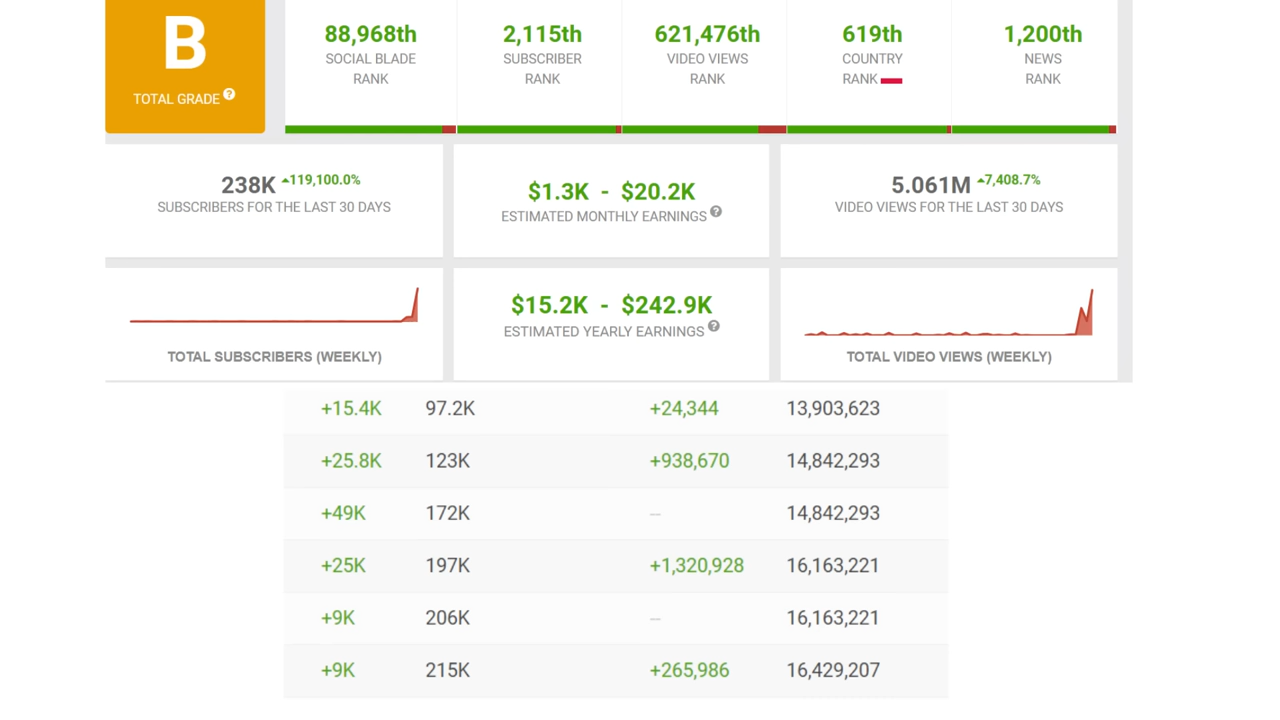 B
TOTAL GRADE ?
88,968th
SOCIAL BLADE
RANK
2,115th
SUBSCRIBER
RANK
621,476th
VIDEO VIEWS
RANK
619th
COUNTRY
RANK
1,200th
NEWS
RANK
238K 119,100.0%
SUBSCRIBERS FOR THE LAST 30 DAYS
$1.3K - $20.2K
ESTIMATED MONTHLY EARNINGS ?
5.061M 7,408.7%
VIDEO VIEWS FOR THE LAST 30 DAYS
TOTAL SUBSCRIBERS (WEEKLY)
$15.2K - $242.9K
ESTIMATED YEARLY EARNINGS ?
TOTAL VIDEO VIEWS (WEEKLY)
+15.4K 97.2K +24,344 13,903,623
+25.8K 123K +938,670 14,842,293
+49K 172K -- 14,842,293
+25K 197K +1,320,928 16,163,221
+9K 206K -- 16,163,221
+9K 215K +265,986 16,429,207